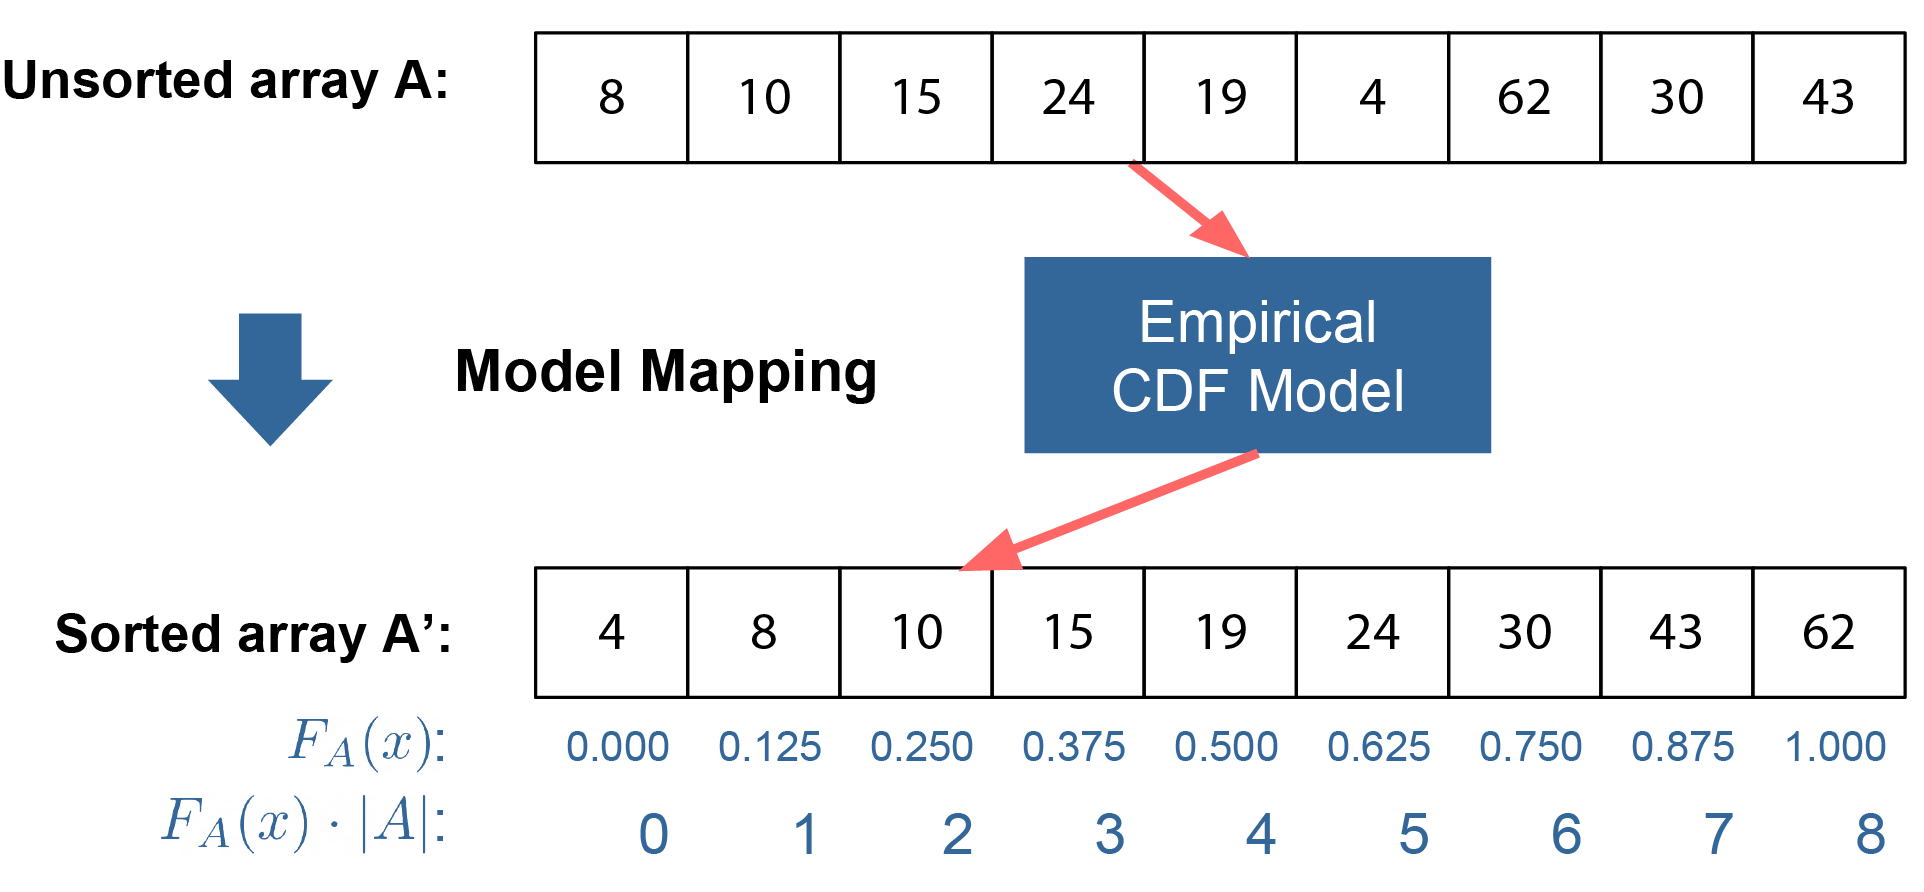 Unsorted array A: 8 10 15 24 19 4 62 30 43
Empirical
CDF Model
Model Mapping
Sorted array A’: 4 8 10 15 19 24 30 43 62
F_A(x): 0.000 0.125 0.250 0.375 0.500 0.625 0.750 0.875 1.000
F_A(x) · |A|: 0 1 2 3 4 5 6 7 8